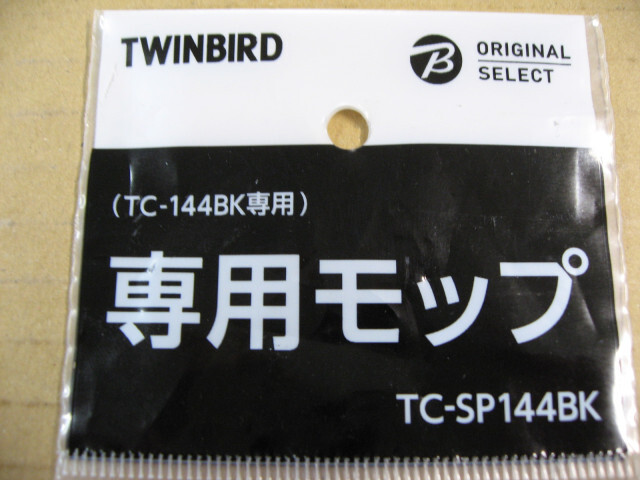 TWINBIRD
B ORIGINAL
SELECT
(TC-144BK専用)
専用モップ
TC-SP144BK